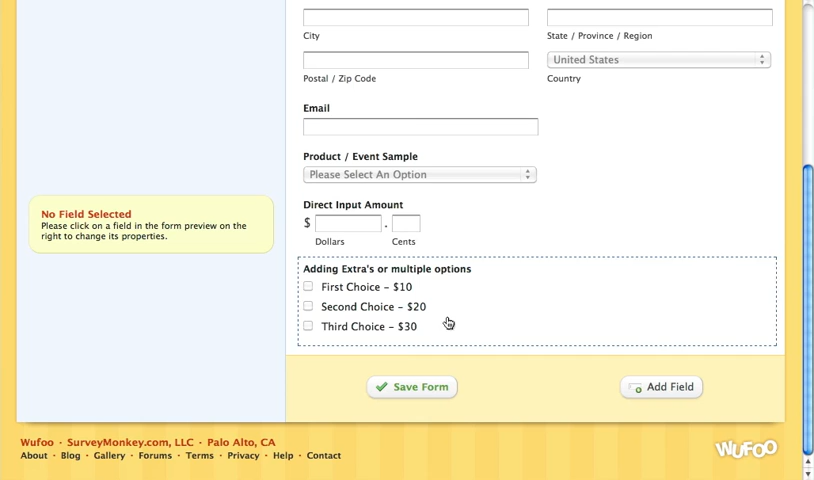 City
State / Province / Region
United States
Postal / Zip Code
Country
Email
Product / Event Sample
Please Select An Option
No Field Selected
Please click on a field in the form preview on the
right to change its properties.
Direct Input Amount
$ .
Dollars
Cents
Adding Extra's or multiple options
First Choice – $10
Second Choice – $20
Third Choice – $30
Save Form
Add Field
Wufoo · SurveyMonkey.com, LLC · Palo Alto, CA
About · Blog · Gallery · Forums · Terms · Privacy · Help · Contact
WUFOO